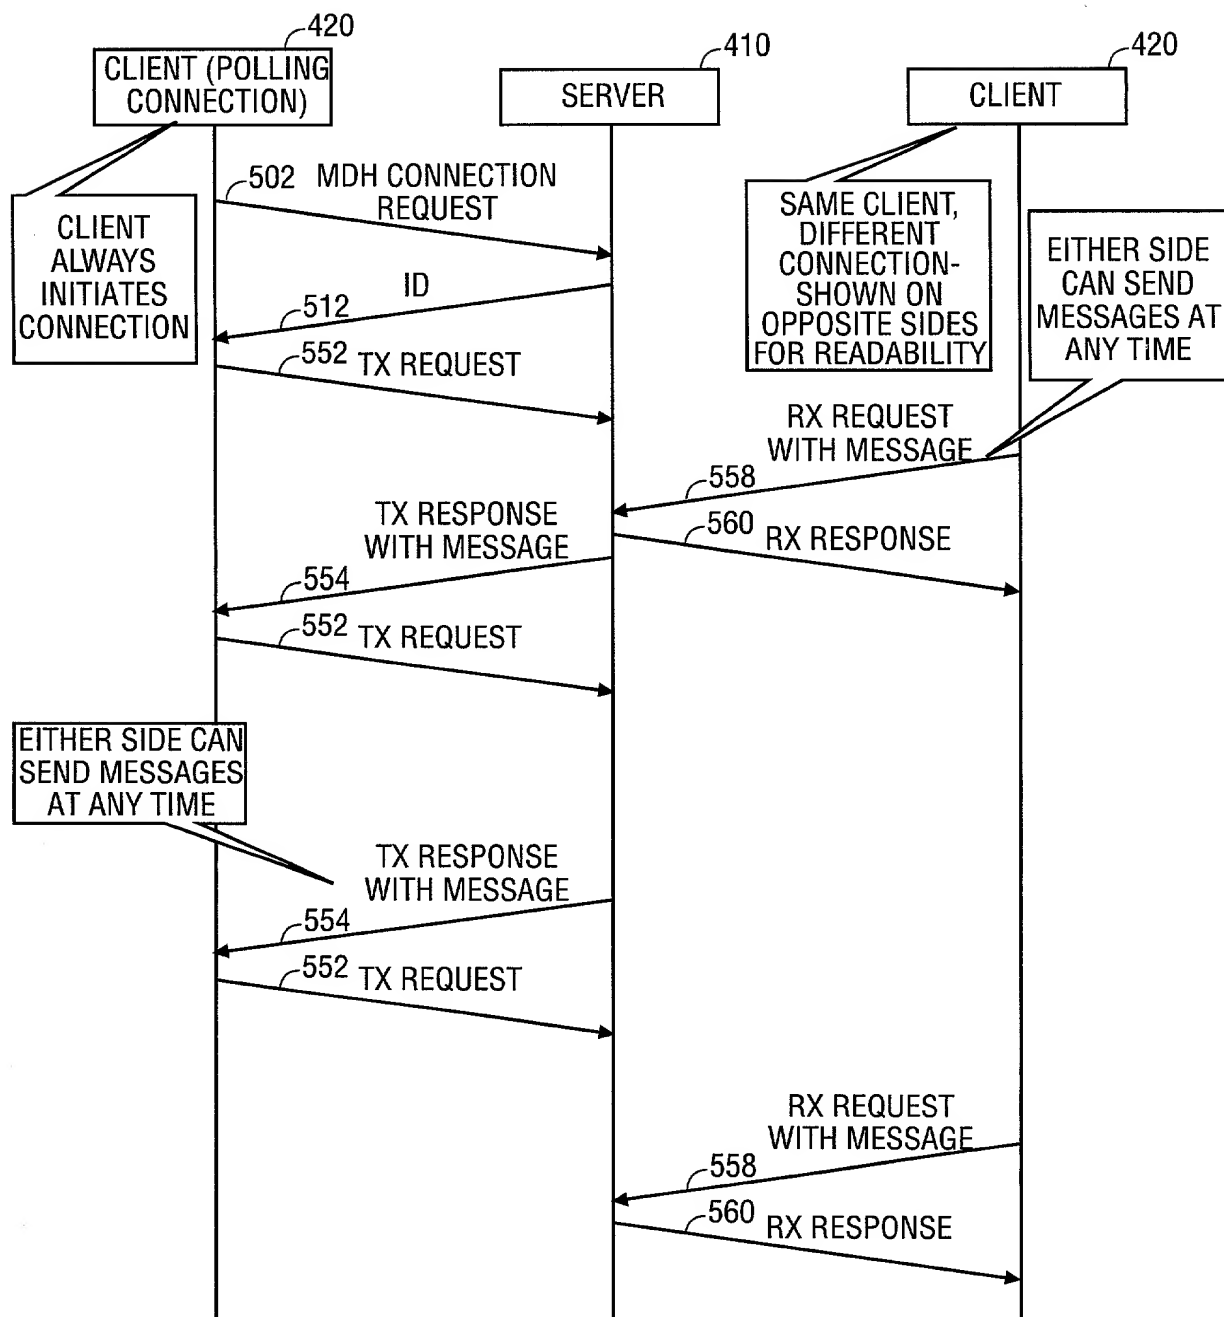 420
CLIENT (POLLING
CONNECTION)
410
SERVER
420
CLIENT
502
MDH CONNECTION
REQUEST
CLIENT
ALWAYS
INITIATES
CONNECTION
SAME CLIENT,
DIFFERENT
CONNECTION-
SHOWN ON
OPPOSITE SIDES
FOR READABILITY
EITHER SIDE
CAN SEND
MESSAGES AT
ANY TIME
ID
512
552
TX REQUEST
RX REQUEST
WITH MESSAGE
558
TX RESPONSE
WITH MESSAGE
560
RX RESPONSE
554
552
TX REQUEST
EITHER SIDE CAN
SEND MESSAGES
AT ANY TIME
TX RESPONSE
WITH MESSAGE
554
552
TX REQUEST
RX REQUEST
WITH MESSAGE
558
560
RX RESPONSE